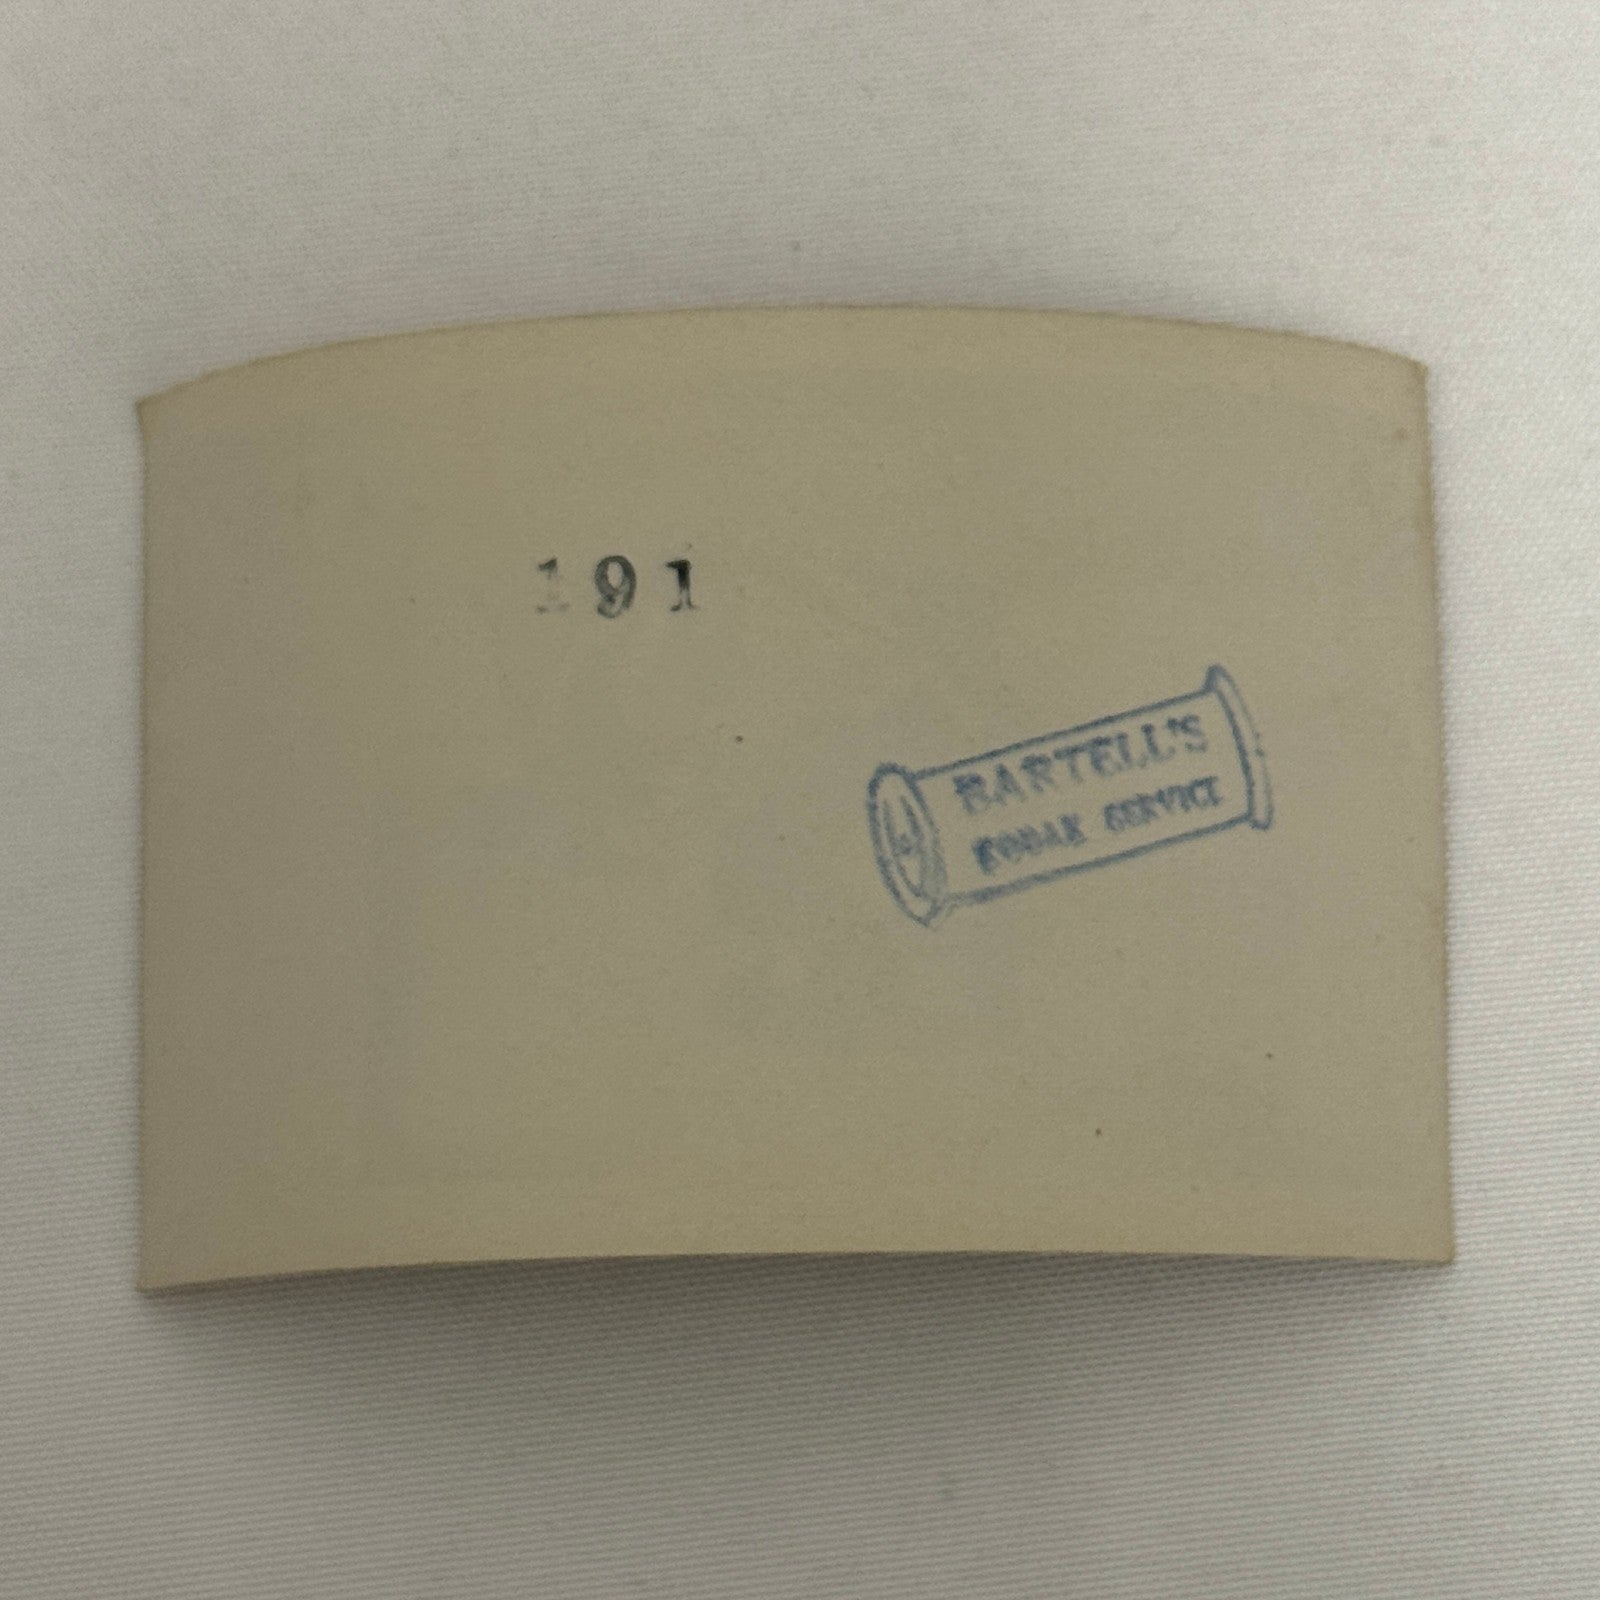 191
BARTELL'S
KODAK SERVICE